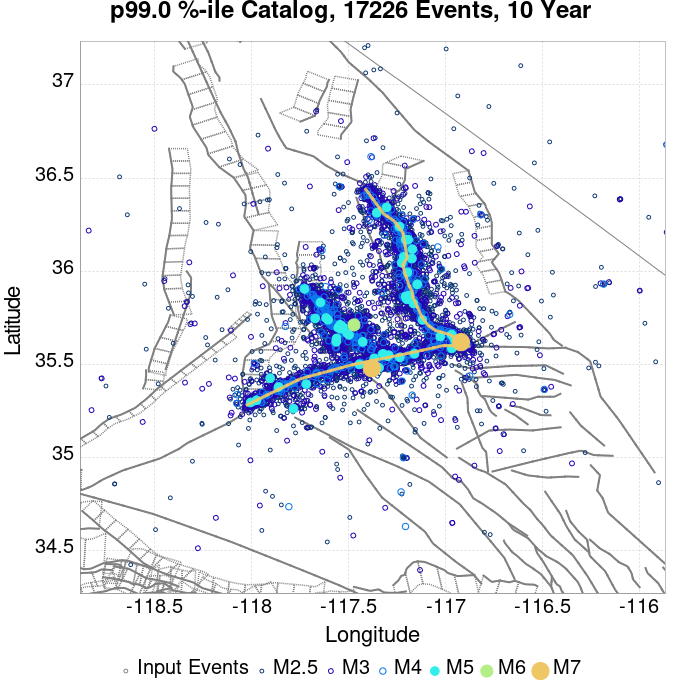 p99.0 %-ile Catalog, 17226 Events, 10 Year
37
36.5
36
35.5
35
34.5
Latitude
-118.5 -118 -117.5 -117 -116.5 -116
Longitude
Input Events M2.5 M3 M4 M5 M6 M7